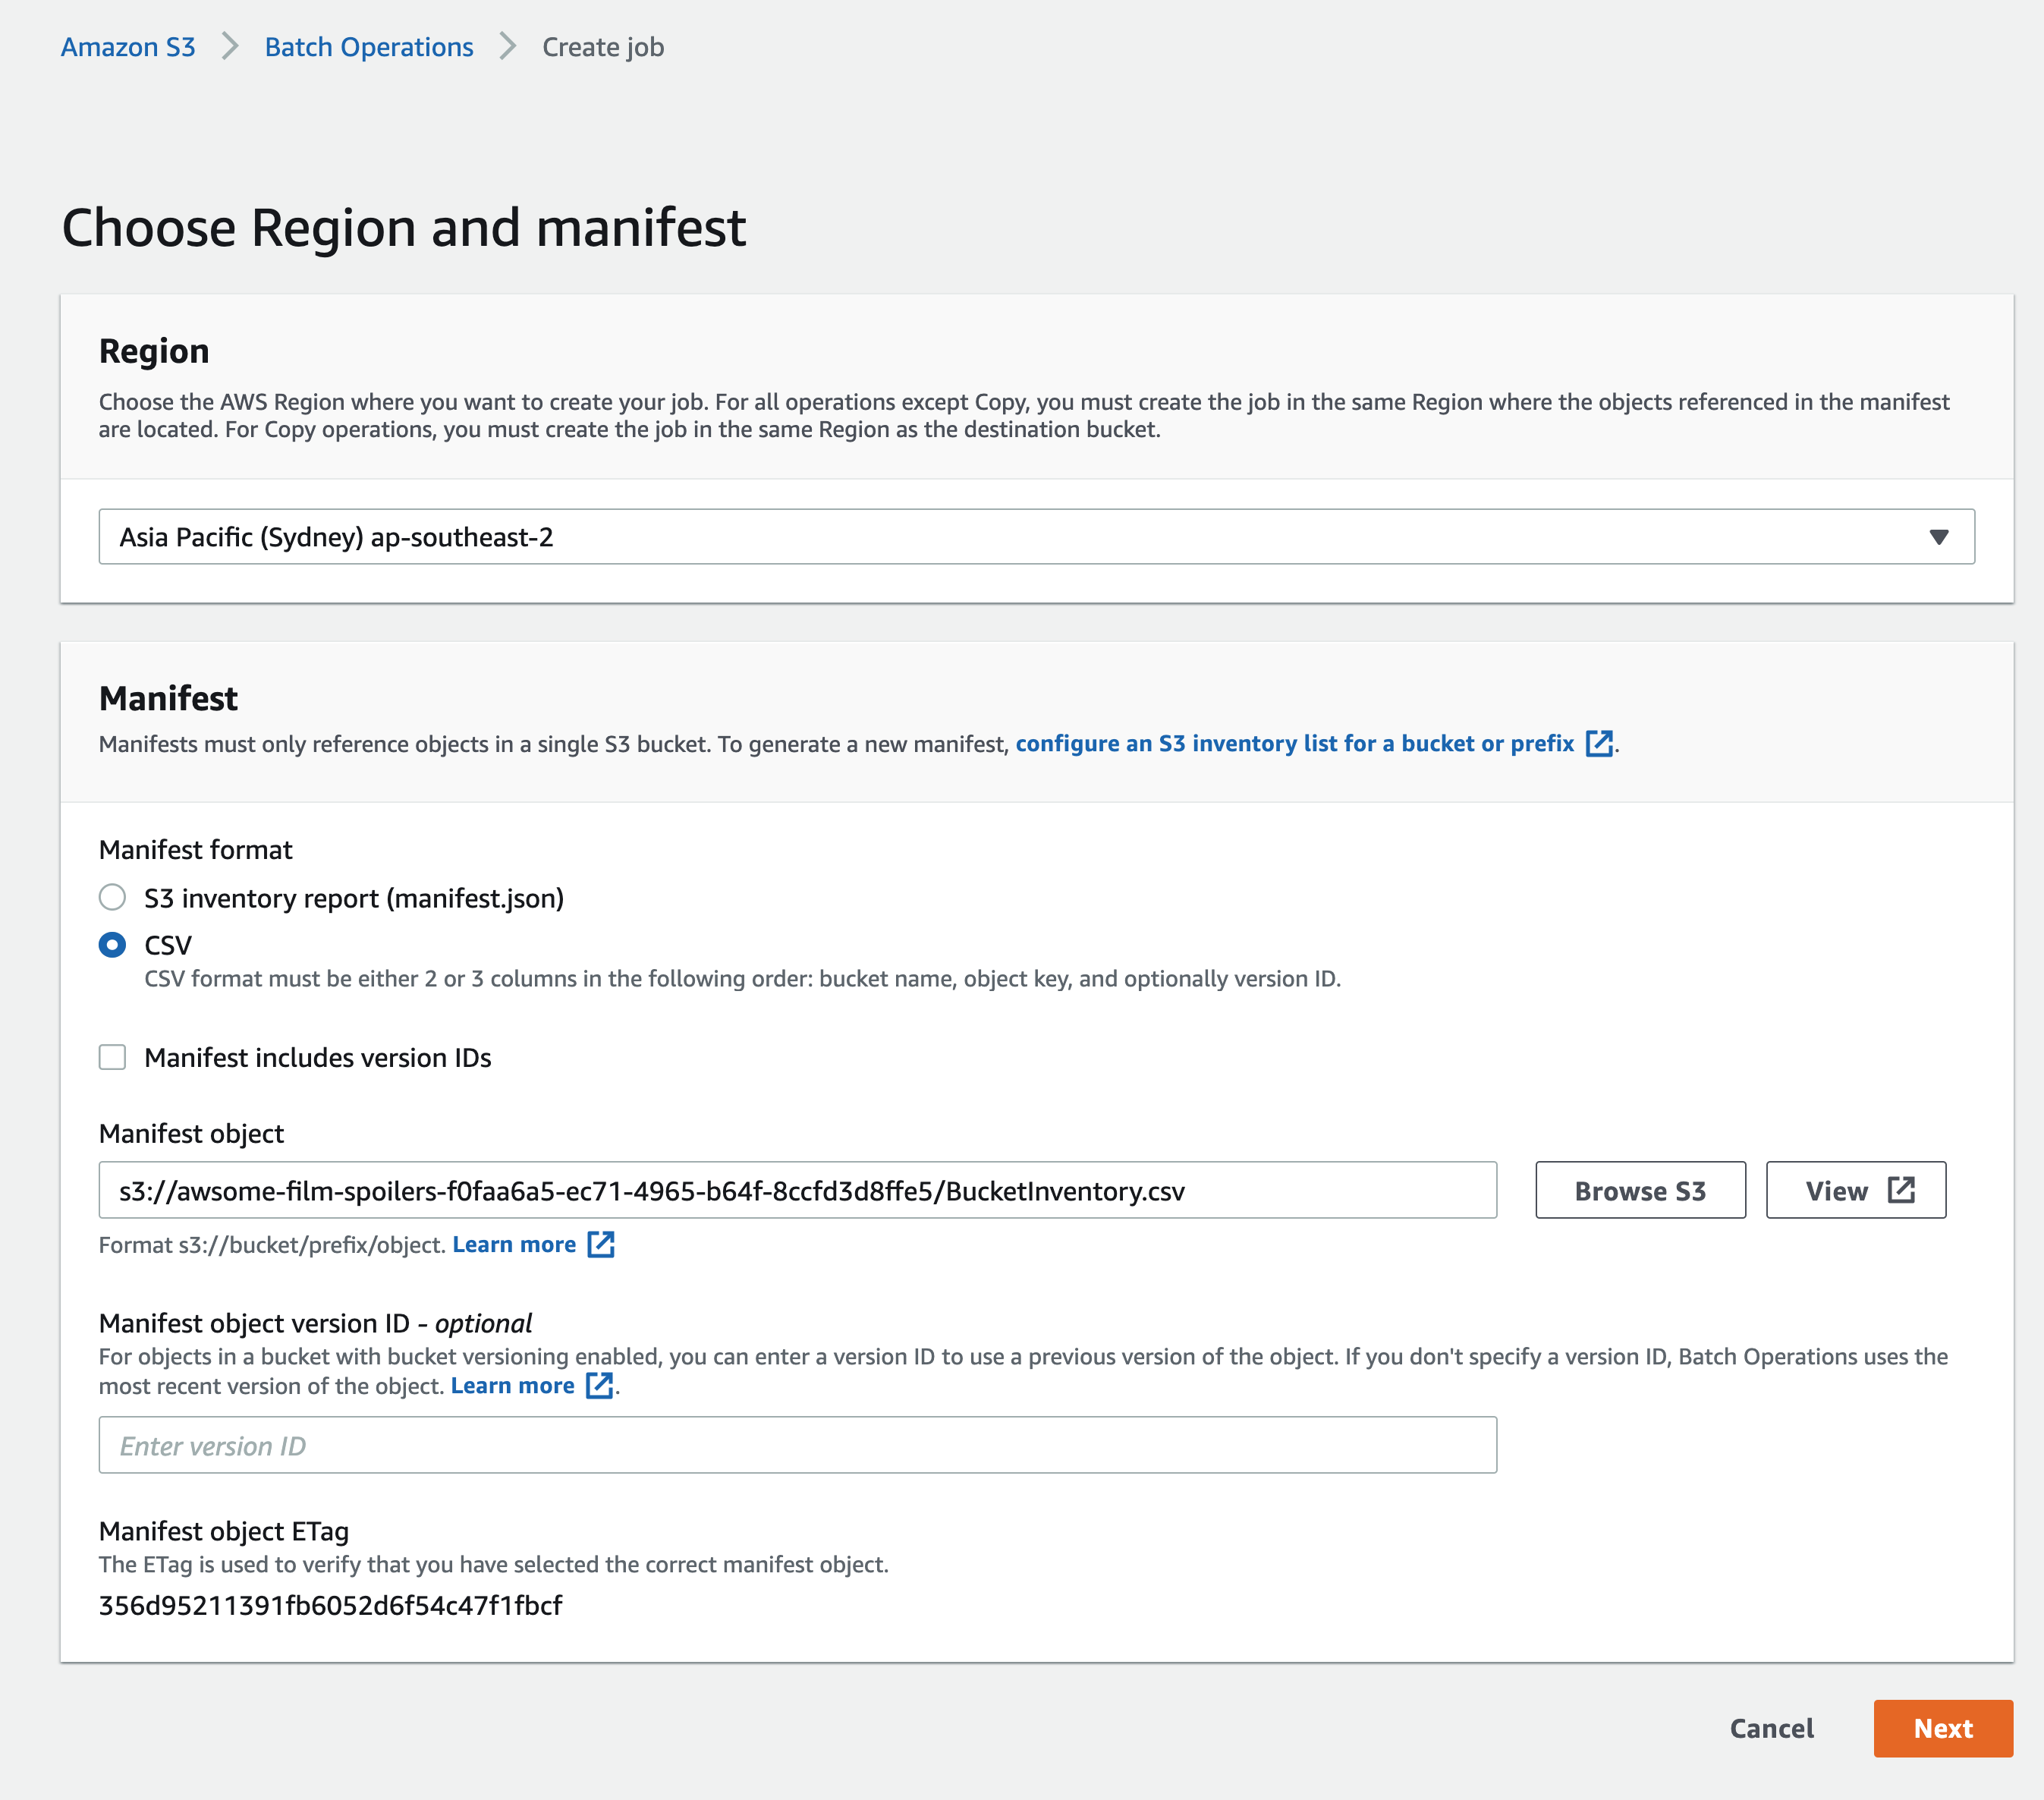 Amazon S3 > Batch Operations > Create job
Choose Region and manifest
Region
Choose the AWS Region where you want to create your job. For all operations except Copy, you must create the job in the same Region where the objects referenced in the manifest
are located. For Copy operations, you must create the job in the same Region as the destination bucket.
Asia Pacific (Sydney) ap-southeast-2
Manifest
Manifests must only reference objects in a single S3 bucket. To generate a new manifest, configure an S3 inventory list for a bucket or prefix.
Manifest format
S3 inventory report (manifest.json)
CSV
CSV format must be either 2 or 3 columns in the following order: bucket name, object key, and optionally version ID.
Manifest includes version IDs
Manifest object
s3://awsome-film-spoilers-f0faa6a5-ec71-4965-b64f-8ccfd3d8ffe5/BucketInventory.csv
Browse S3
View
Format s3://bucket/prefix/object. Learn more
Manifest object version ID - optional
For objects in a bucket with bucket versioning enabled, you can enter a version ID to use a previous version of the object. If you don't specify a version ID, Batch Operations uses the
most recent version of the object. Learn more.
Enter version ID
Manifest object ETag
The ETag is used to verify that you have selected the correct manifest object.
356d95211391fb6052d6f54c47f1fbcf
Cancel
Next